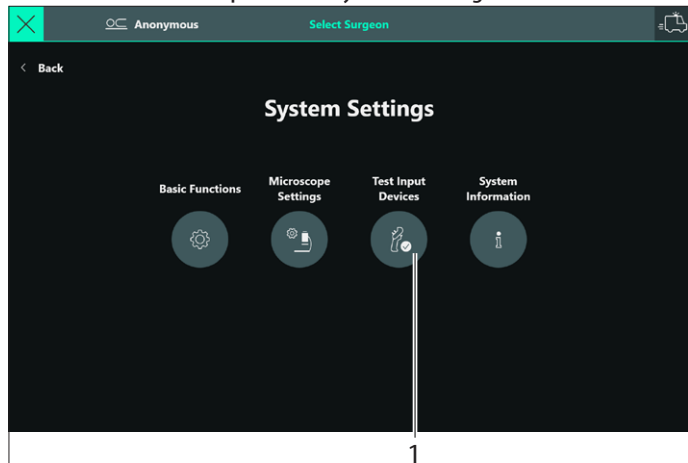 Anonymous
Select Surgeon
Back
System Settings
Basic Functions
Microscope
Settings
Test Input
Devices
System
Information
1